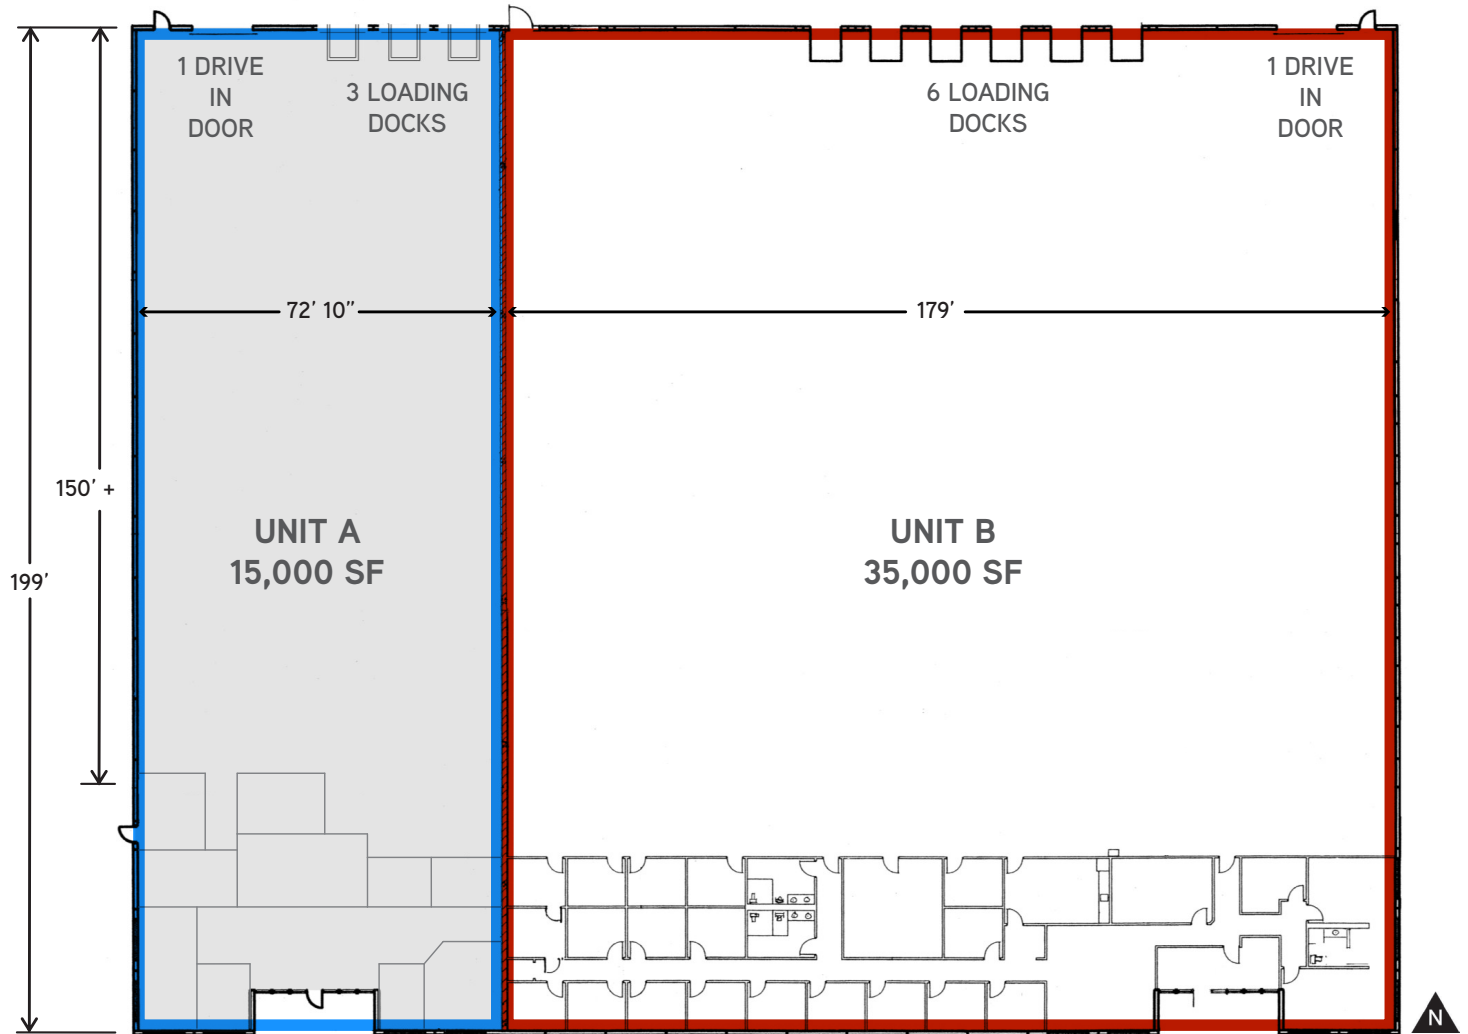 1 DRIVE
IN
DOOR
3 LOADING
DOCKS
6 LOADING
DOCKS
1 DRIVE
IN
DOOR
72' 10”
179'
150' +
199'
UNIT A
15,000 SF
UNIT B
35,000 SF
N